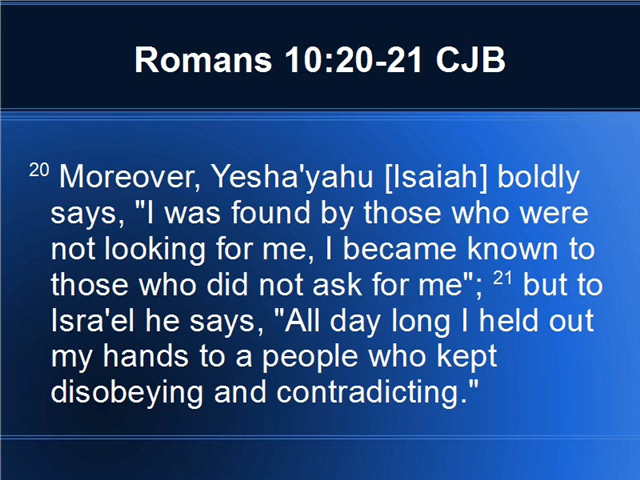 Romans 10:20-21 CJB
20 Moreover, Yesha'yahu [Isaiah] boldly
says, "I was found by those who were
not looking for me, I became known to
those who did not ask for me"; 21 but to
Isra'el he says, "All day long I held out
my hands to a people who kept
disobeying and contradicting."